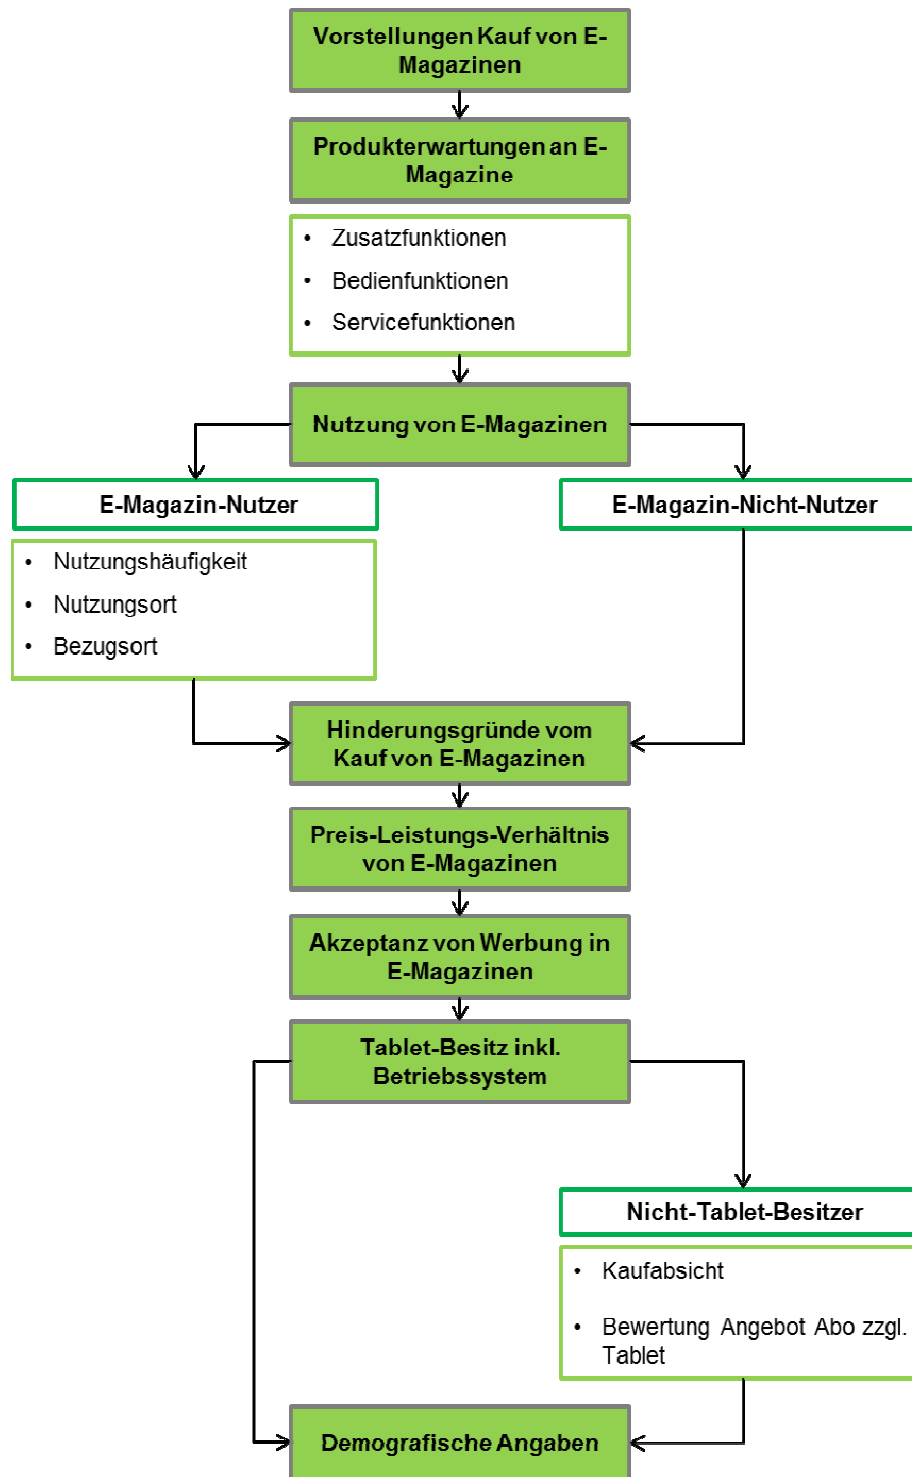 Vorstellungen Kauf von E-
Magazinen
Produkterwartungen an E-
Magazine
• Zusatzfunktionen
• Bedienfunktionen
• Servicefunktionen
Nutzung von E-Magazinen
E-Magazin-Nutzer
E-Magazin-Nicht-Nutzer
• Nutzungshäufigkeit
• Nutzungsort
• Bezugsort
Hinderungsgründe vom
Kauf von E-Magazinen
Preis-Leistungs-Verhältnis
von E-Magazinen
Akzeptanz von Werbung in
E-Magazinen
Tablet-Besitz inkl.
Betriebssystem
Nicht-Tablet-Besitzer
• Kaufabsicht
• Bewertung Angebot Abo zzgl.
Tablet
Demografische Angaben